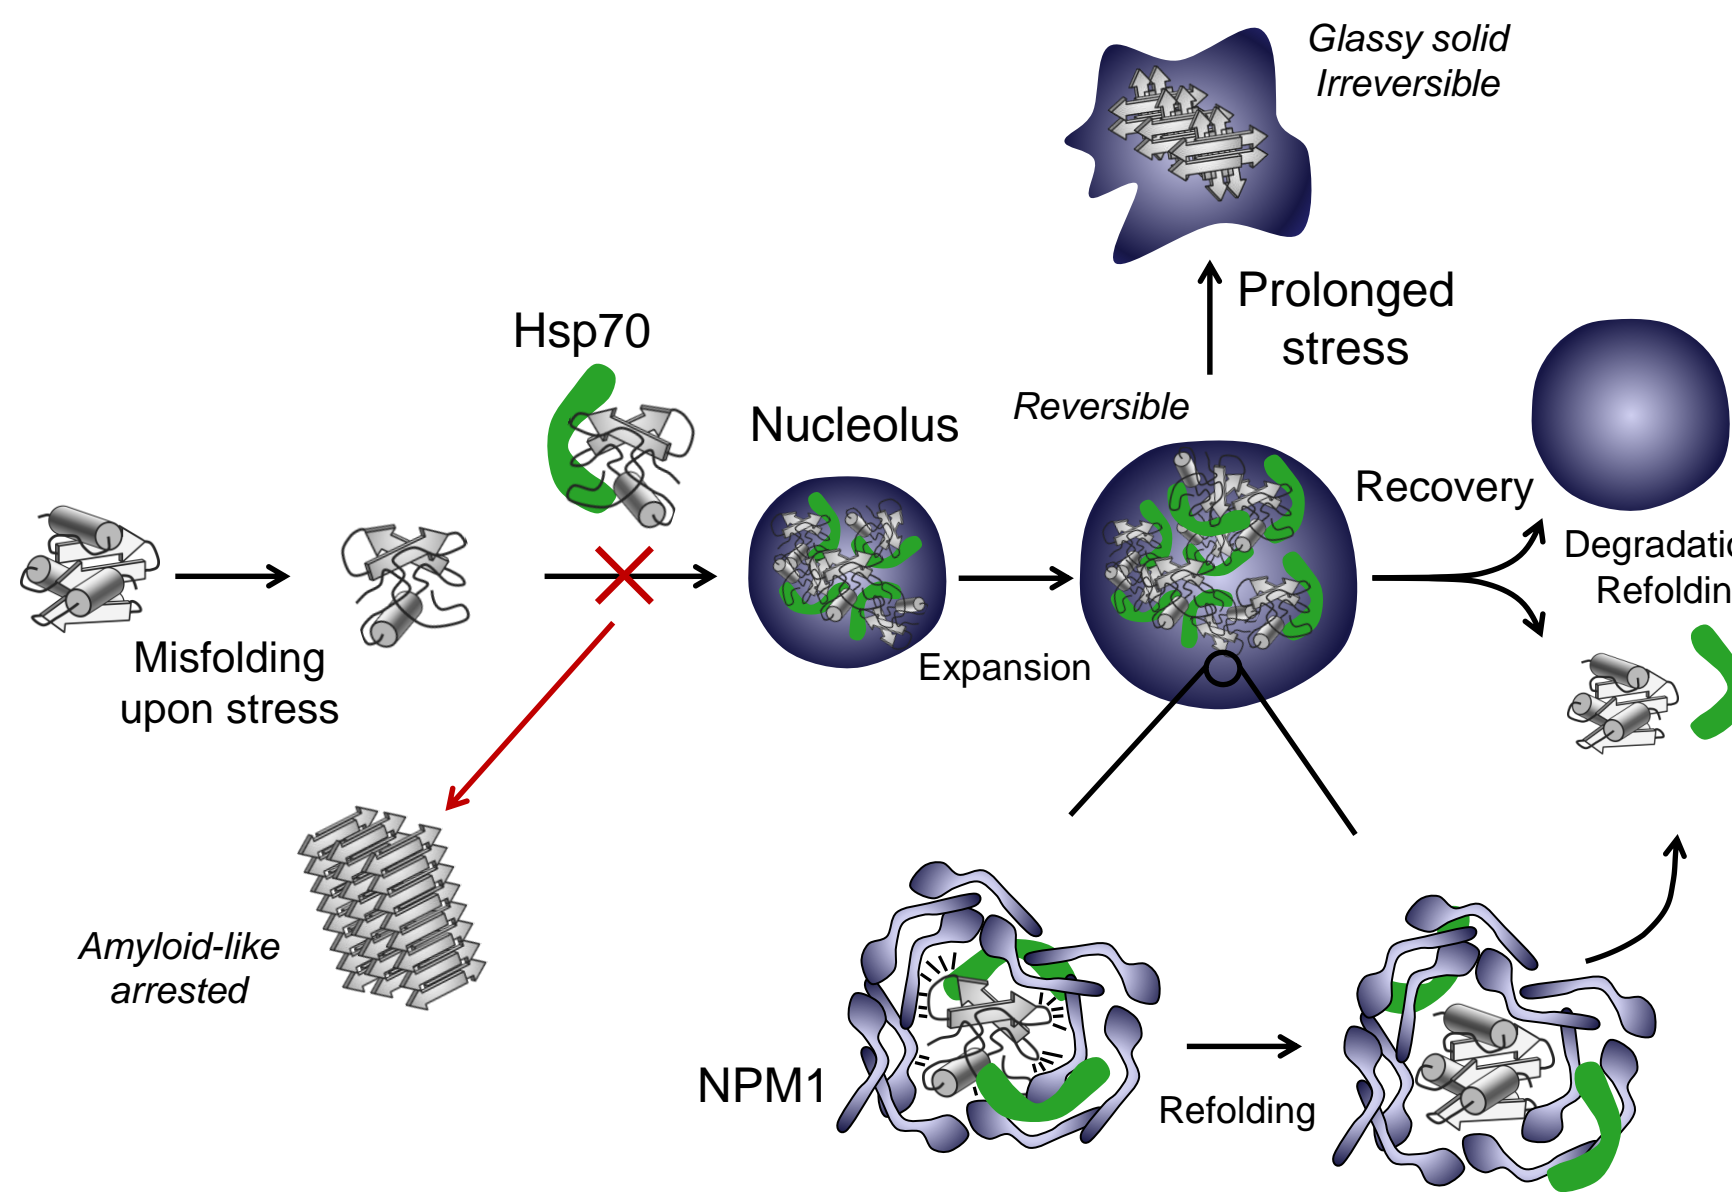 Glassy solid
Irreversible
Prolonged
stress
Hsp70
Reversible
Nucleolus
Recovery
Misfolding
upon stress
Expansion
Amyloid-like
arrested
NPM1
Refolding